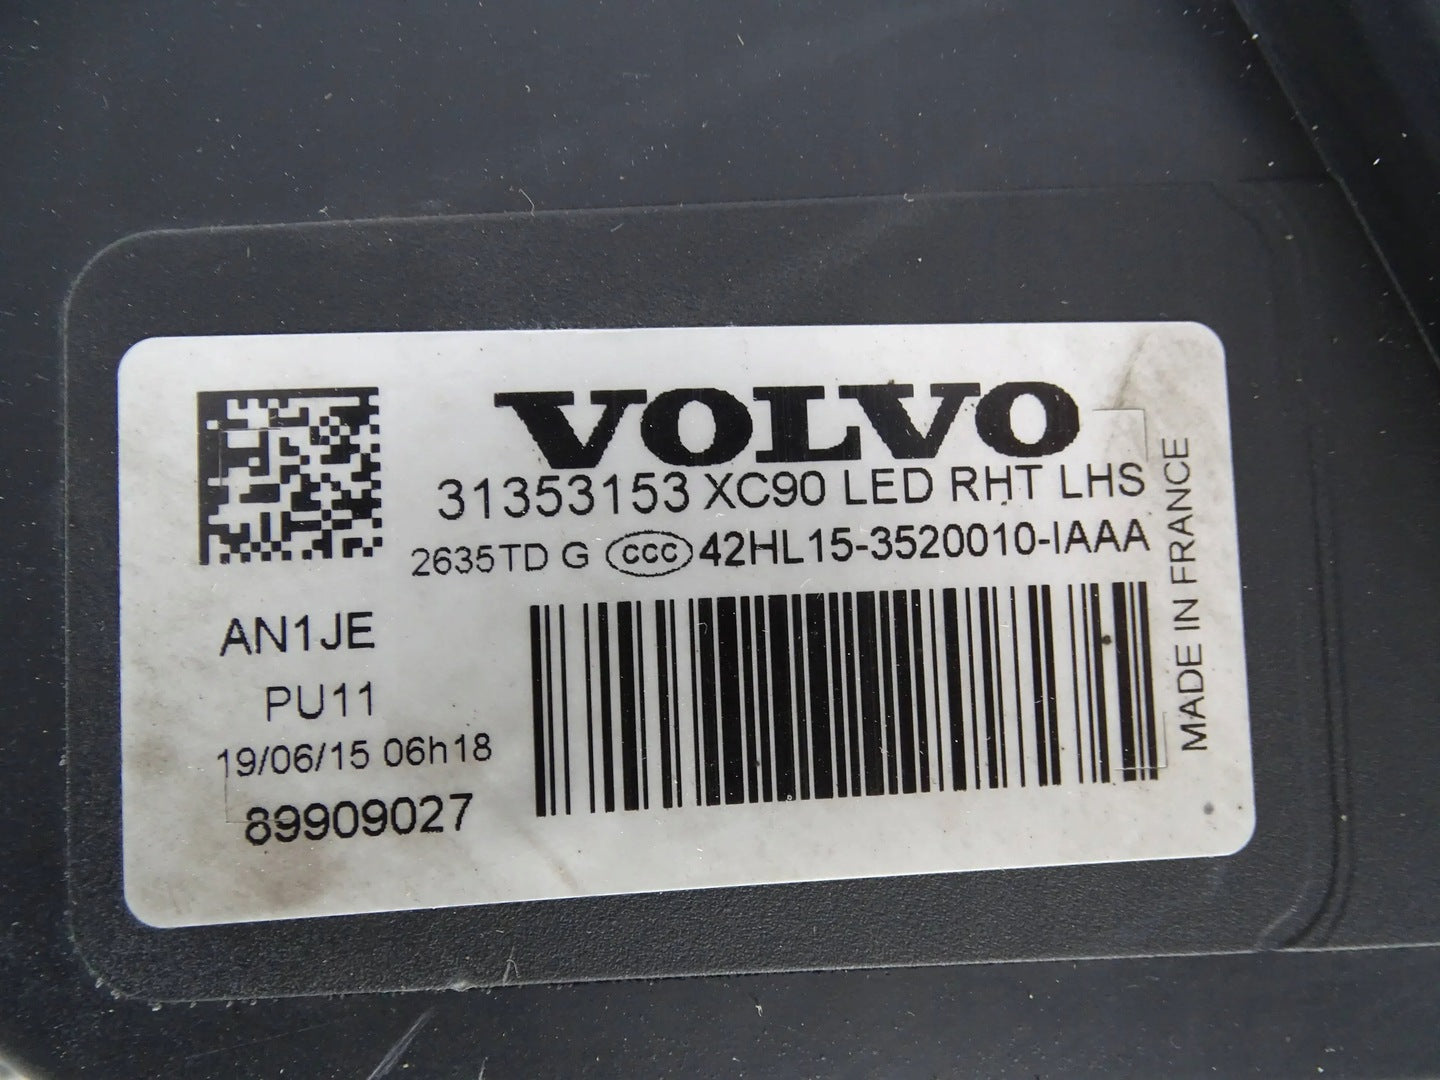 VOLVO
31353153 XC90 LED RHT LHS
2635TD G CCC 42HL15-3520010-IAAA
AN1JE
PU11
19/06/15 06h18
89909027
MADE IN FRANCE